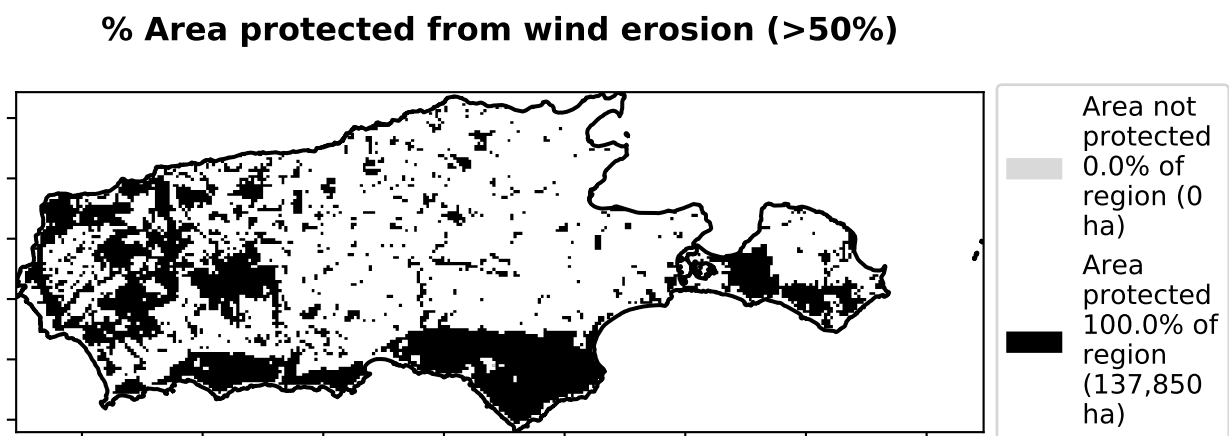 % Area protected from wind erosion (>50%)
Area not
protected
0.0% of
region (0
ha)
Area
protected
100.0% of
region
(137,850
ha)